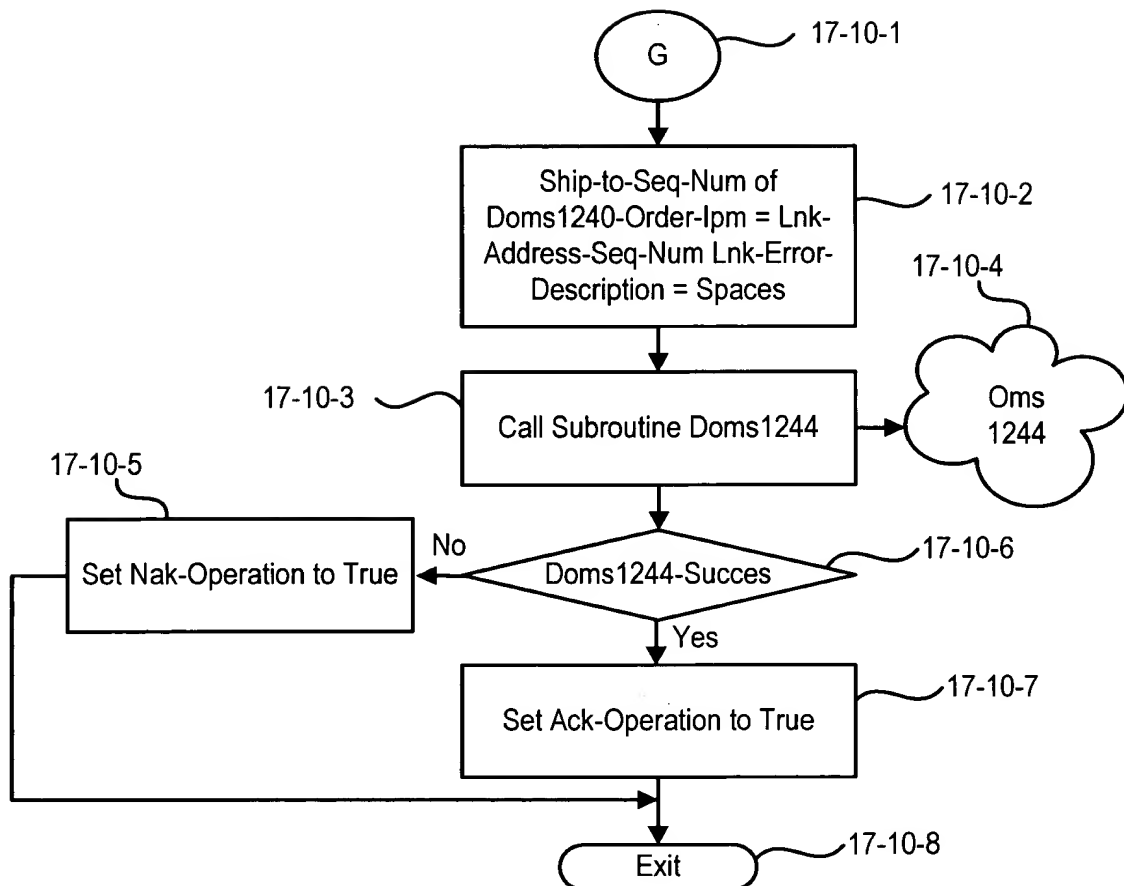 G
17-10-1
Ship-to-Seq-Num of
Doms1240-Order-Ipm = Lnk-
Address-Seq-Num Lnk-Error-
Description = Spaces
17-10-2
17-10-4
17-10-3
Call Subroutine Doms1244
Oms
1244
17-10-5
Set Nak-Operation to True
No
Doms1244-Succes
17-10-6
Yes
Set Ack-Operation to True
17-10-7
Exit
17-10-8